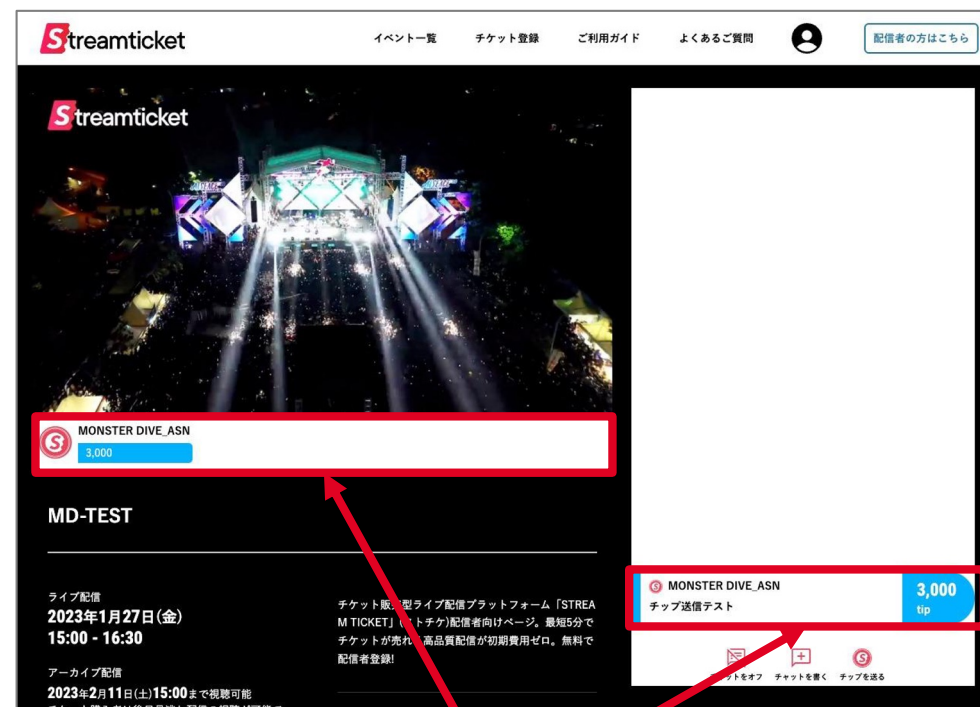 Streamticket
イベント一覧 チケット登録 ご利用ガイド よくあるご質問 配信者の方はこちら
Streamticket
MONSTER DIVE_ASN
3,000
MD-TEST
ライブ配信
2023年1月27日(金)
15:00 - 16:30
アーカイブ配信
2023年2月11日(土)15:00まで視聴可能
チケット販 型ライブ配信プラットフォーム「STREA
M TICKET」( トチケ)配信者向けページ。最短5分で
チケットが売れ 高品質配信が初期費用ゼロ。無料で
配信者登録!
MONSTER DIVE_ASN
チップ送信テスト
3,000
tip
ットをオフ チャットを書く チップを送る